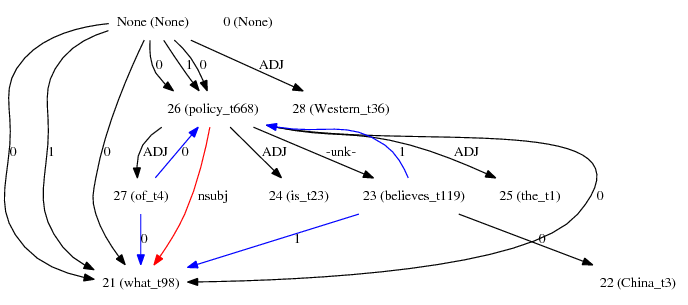 None (None) 0 (None)
0 1 0 ADJ
26 (policy_t668) 28 (Western_t36)
0 1 0 ADJ 0 nsubj ADJ -unk- 1 ADJ
27 (of_t4) 24 (is_t23) 23 (believes_t119) 25 (the_t1) 0
0 1 0
21 (what_t98) 22 (China_t3)